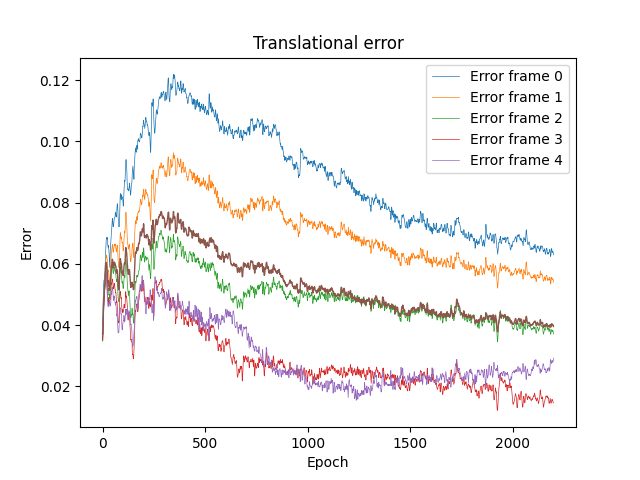 Translational error
Error frame 0
Error frame 1
Error frame 2
Error frame 3
Error frame 4
0.12
0.10
0.08
0.06
0.04
0.02
Error
0
500
1000
1500
2000
Epoch